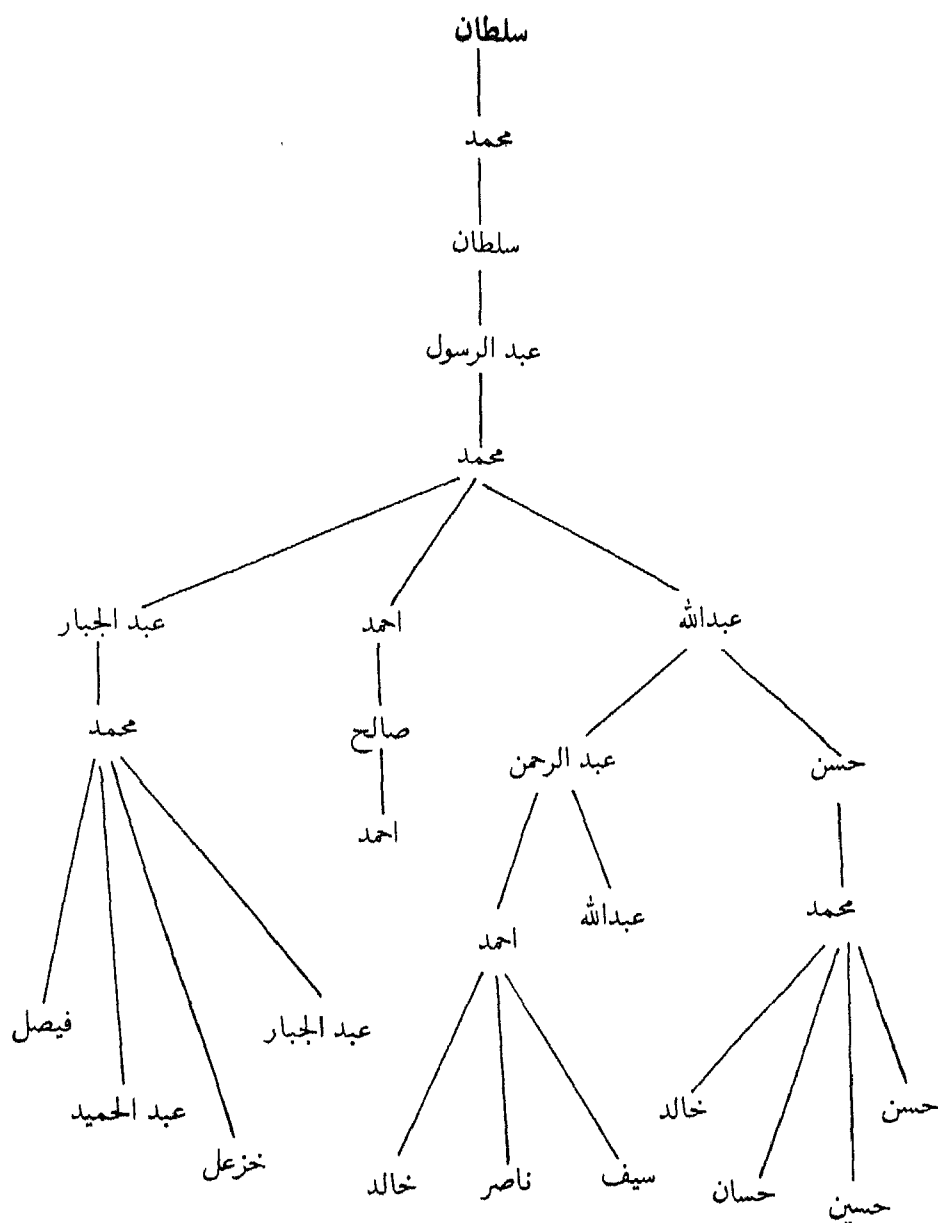 سلطان
محمد
سلطان
عبد الرسول
محمد
عبدالله
احمد
عبد الجبار
حسن
عبد الرحمن
صالح
محمد
محمد
عبدالله
احمد
احمد
عبد الجبار
فيصل
حسن
خالد
عبد الحميد
خزعل
سيف
ناصر
خالد
حسان
حسين